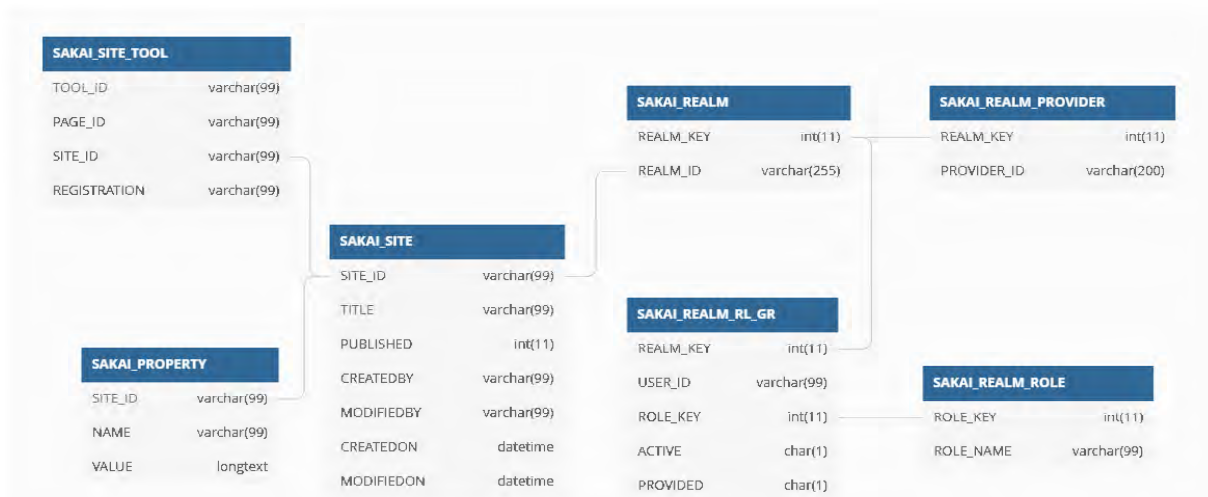 SAKAI_SITE_TOOL
TOOL_ID varchar(99)
PAGE_ID varchar(99)
SITE_ID varchar(99)
REGISTRATION varchar(99)
SAKAI_REALM
REALM_KEY int(11)
REALM_ID varchar(255)
SAKAI_REALM_PROVIDER
REALM_KEY int(11)
PROVIDER_ID varchar(200)
SAKAI_SITE
SITE_ID varchar(99)
TITLE varchar(99)
PUBLISHED int(11)
CREATEDBY varchar(99)
MODIFIEDBY varchar(99)
CREATEDON datetime
MODIFIEDON datetime
SAKAI_PROPERTY
SITE_ID varchar(99)
NAME varchar(99)
VALUE longtext
SAKAI_REALM_RL_GR
REALM_KEY int(11)
USER_ID varchar(99)
ROLE_KEY int(11)
ACTIVE char(1)
PROVIDED char(1)
SAKAI_REALM_ROLE
ROLE_KEY int(11)
ROLE_NAME varchar(99)